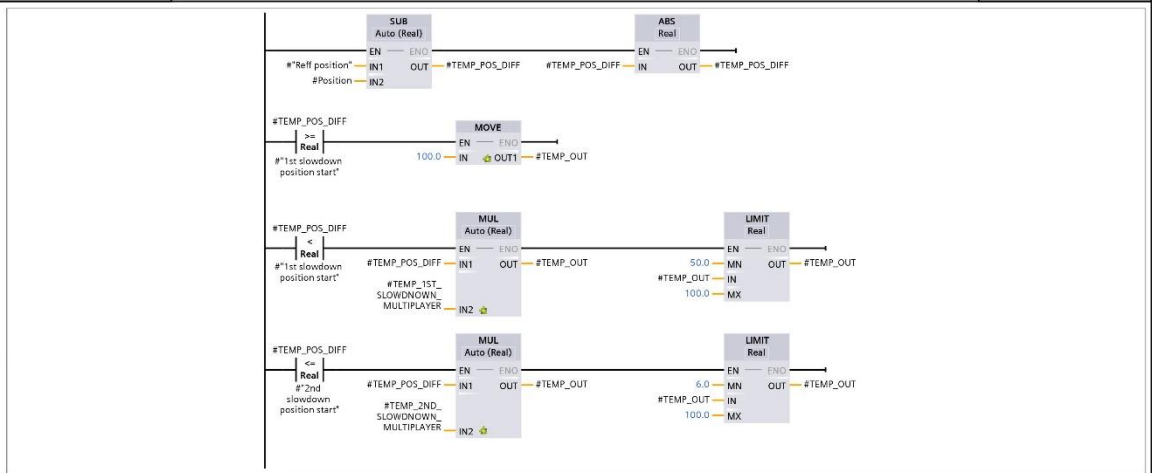 SUB
Auto (Real)
EN ENO
#"Reff position" IN1 OUT #TEMP_POS_DIFF
#Position IN2
ABS
Real
EN ENO
#TEMP_POS_DIFF IN OUT #TEMP_POS_DIFF
#TEMP_POS_DIFF
>=
Real
#"1st slowdown
position start"
MOVE
EN ENO
100.0 IN OUT1 #TEMP_OUT
#TEMP_POS_DIFF
<
Real
#"1st slowdown
position start"
MUL
Auto (Real)
EN ENO
#TEMP_POS_DIFF IN1 OUT #TEMP_OUT
#TEMP_1ST_
SLOWDNOWN_
MULTIPLAYER IN2
LIMIT
Real
EN ENO
50.0 MN OUT #TEMP_OUT
#TEMP_OUT IN
100.0 MX
#TEMP_POS_DIFF
<=
Real
#"2nd
slowdown
position start"
MUL
Auto (Real)
EN ENO
#TEMP_POS_DIFF IN1 OUT #TEMP_OUT
#TEMP_2ND_
SLOWDNOWN_
MULTIPLAYER IN2
LIMIT
Real
EN ENO
6.0 MN OUT #TEMP_OUT
#TEMP_OUT IN
100.0 MX